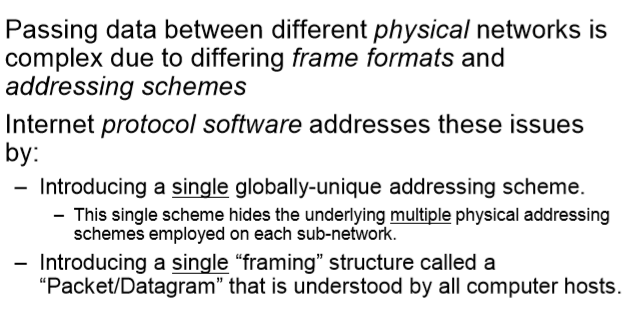 Passing data between different physical networks is
complex due to differing frame formats and
addressing schemes
Internet protocol software addresses these issues
by:
– Introducing a single globally-unique addressing scheme.
– This single scheme hides the underlying multiple physical addressing
schemes employed on each sub-network.
– Introducing a single “framing” structure called a
“Packet/Datagram” that is understood by all computer hosts.